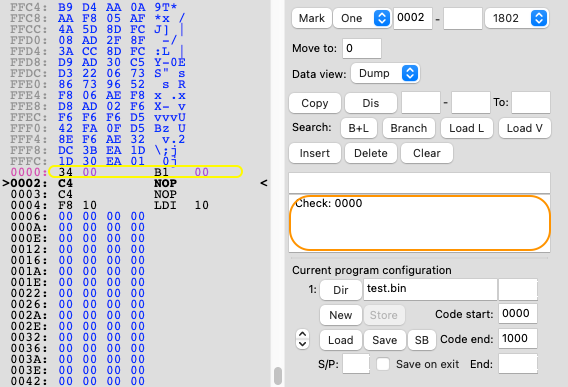 FFC4: B9 D4 AA 0A 9T*
FFC8: AA F8 05 AF *x /
FFCC: 4A 5D 8D FC J] |
FFD0: 08 AD 2F 8F -/
FFD4: 3A CC 8D FC :L |
FFD8: D9 AD 30 C5 Y-0E
FFDC: D3 22 06 73 S" s
FFE0: 86 73 96 52 s R
FFE4: F8 06 AE F8 x .x
FFE8: D8 AD 02 F6 X- v
FFEC: F6 F6 F6 D5 vvvU
FFF0: 42 FA 0F D5 Bz U
FFF4: 8E F6 AE 32 v.2
FFF8: DC 3B EA 1D \;j
FFFC: 1D 30 EA 01 0j
0000: 34 00 B1 00
>0002: C4 NOP <
0003: C4 NOP
0004: F8 10 LDI 10
0006: 00 00 00 00
000A: 00 00 00 00
000E: 00 00 00 00
0012: 00 00 00 00
0016: 00 00 00 00
001A: 00 00 00 00
001E: 00 00 00 00
0022: 00 00 00 00
0026: 00 00 00 00
002A: 00 00 00 00
002E: 00 00 00 00
0032: 00 00 00 00
0036: 00 00 00 00
003A: 00 00 00 00
003E: 00 00 00 00
0042: 00 00 00 00
Mark One 0002 - 1802
Move to: 0
Data view: Dump
Copy Dis - To:
Search: B+L Branch Load L Load V
Insert Delete Clear
Check: 0000
Current program configuration
1: Dir test.bin
New Store Code start: 0000
Load Save SB Code end: 1000
S/P: Save on exit End: